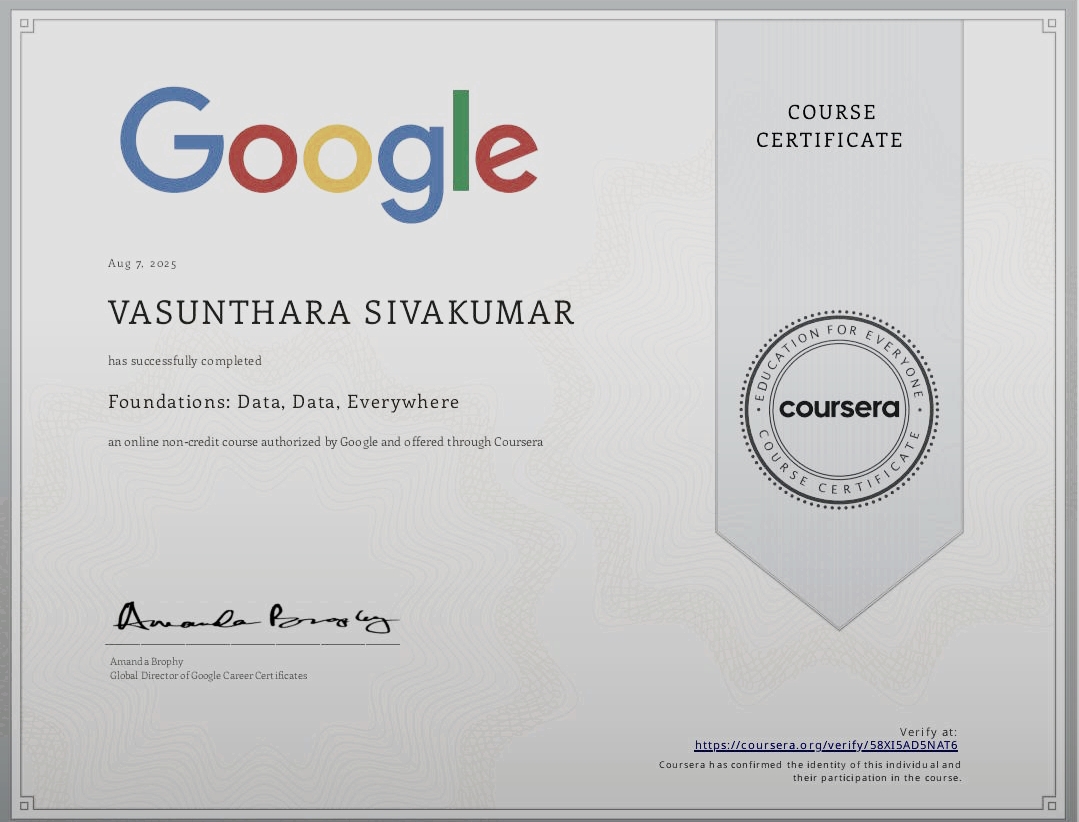 Google
COURSE
CERTIFICATE
Aug 7, 2025
VASUNTHARA SIVAKUMAR
has successfully completed
Foundations: Data, Data, Everywhere
an online non-credit course authorized by Google and offered through Coursera
EDUCATION FOR EVERYONE
coursera
COURSE CERTIFICATE
Amanda Brophy
Amanda Brophy
Global Director of Google Career Certificates
Verify at:
https://coursera.org/verify/58XI5AD5NAT6
Coursera has confirmed the identity of this individual and
their participation in the course.